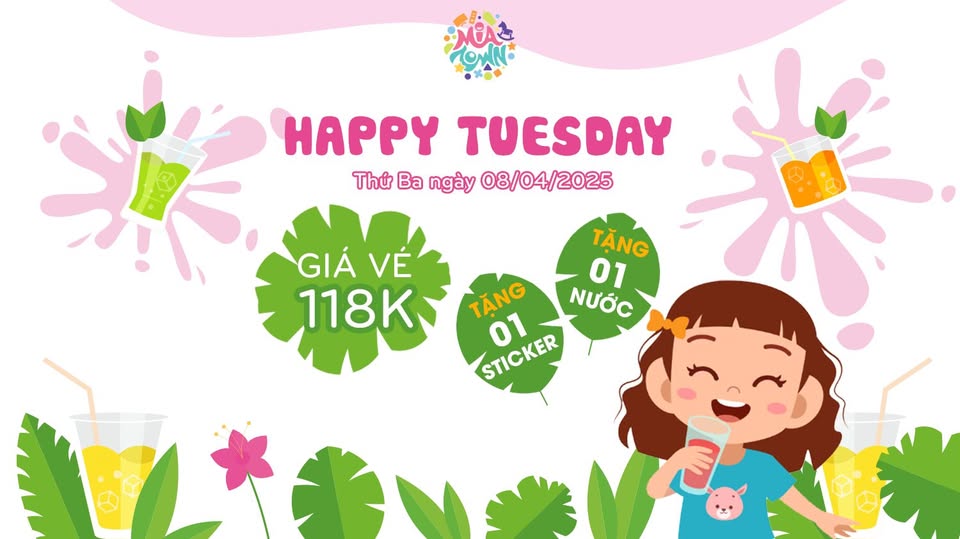 MIA
TOWN
HAPPY TUESDAY
Thứ Ba ngày 08/04/2025
GIÁ VÉ
118K
TẶNG
01
STICKER
TẶNG
01
NƯỚC